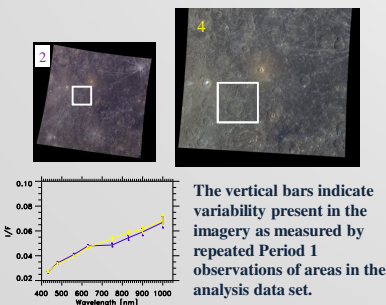 2
4
0.10
0.08
0.06
0.04
0.02
I/F
400 500 600 700 800 900 1000
Wavelength [nm]
The vertical bars indicate
variability present in the
imagery as measured by
repeated Period 1
observations of areas in the
analysis data set.